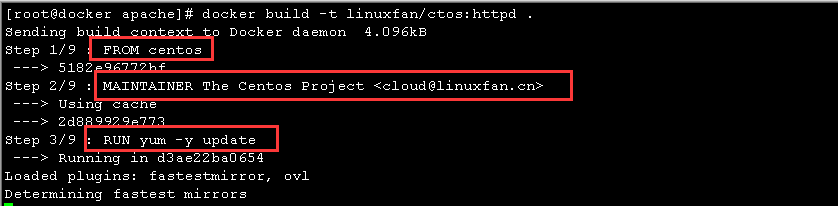 [root@docker apache]# docker build -t linuxfan/ctos:httpd .
Sending build context to Docker daemon  4.096kB
Step 1/9 : FROM centos
 ---> 5182e96772bf
Step 2/9 : MAINTAINER The Centos Project <cloud@linuxfan.cn>
 ---> Using cache
 ---> 2d889929e773
Step 3/9 : RUN yum -y update
 ---> Running in d3ae22ba0654
Loaded plugins: fastestmirror, ovl
Determining fastest mirrors